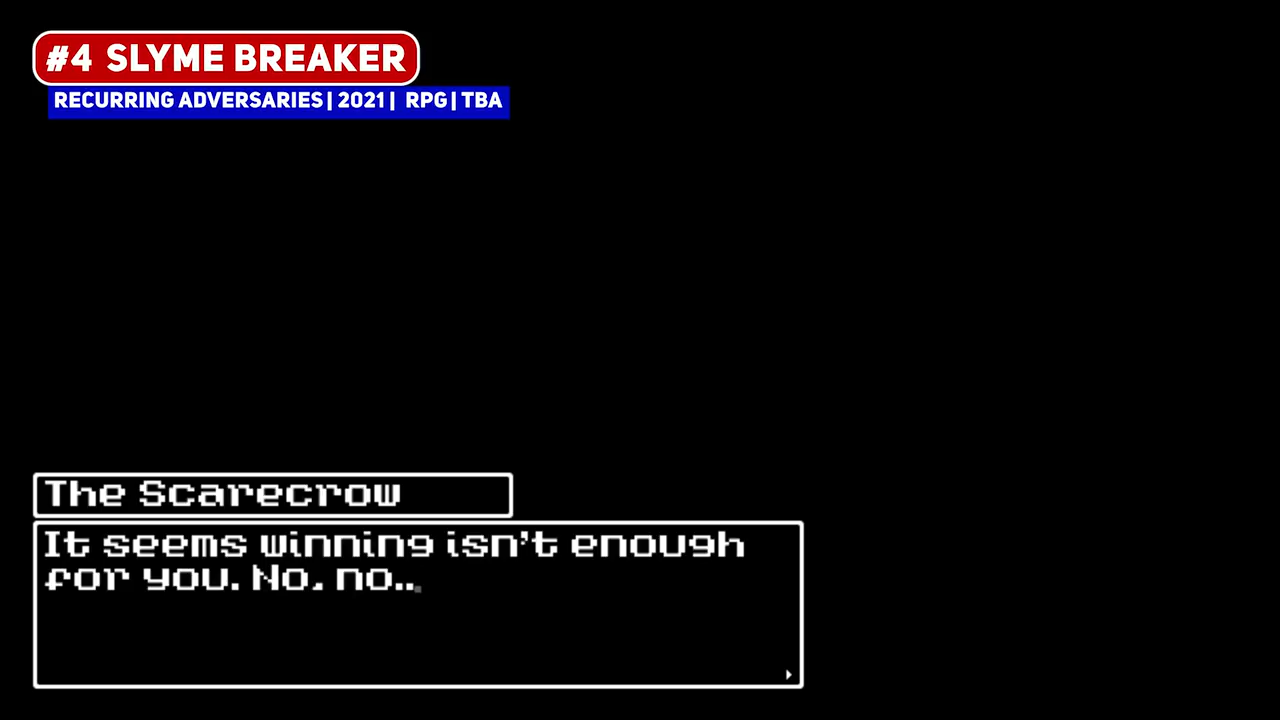 #4 SLYME BREAKER
RECURRING ADVERSARIES| 2021| RPG|TBA
The Scarecrow
It seems winning isn't enough
for you. No, no...